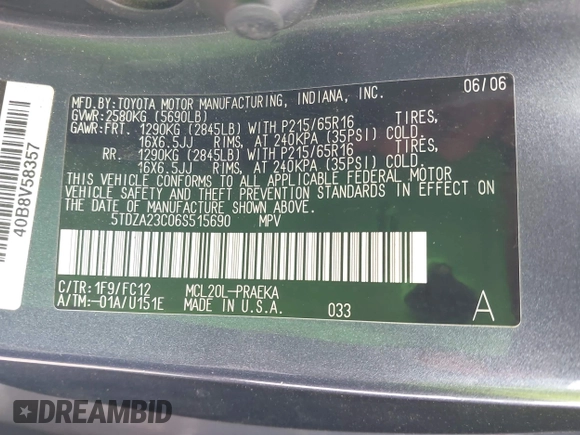 MFD. BY: TOYOTA MOTOR MANUFACTURING, INDIANA, INC. 06/06
GVWR: 2580KG (5690LB)
GAWR: FRT. 1290KG (2845LB) WITH P215/65R16 TIRES,
16X6.5JJ RIMS, AT 240KPA (35PSI) COLD.
RR. 1290KG (2845LB) WITH P215/65R16 TIRES,
16X6.5JJ RIMS, AT 240KPA (35PSI) COLD.
THIS VEHICLE CONFORMS TO ALL APPLICABLE FEDERAL MOTOR
VEHICLE SAFETY AND THEFT PREVENTION STANDARDS IN EFFECT ON
THE DATE OF MANUFACTURE SHOWN ABOVE.
5TDZA23C06S515690 MPV
C/TR: 1F9/FC12 MCL20L-PRAEKA
A/TM: -01A/U151E MADE IN U.S.A. 033 A
40B8V58357
DREAMBID